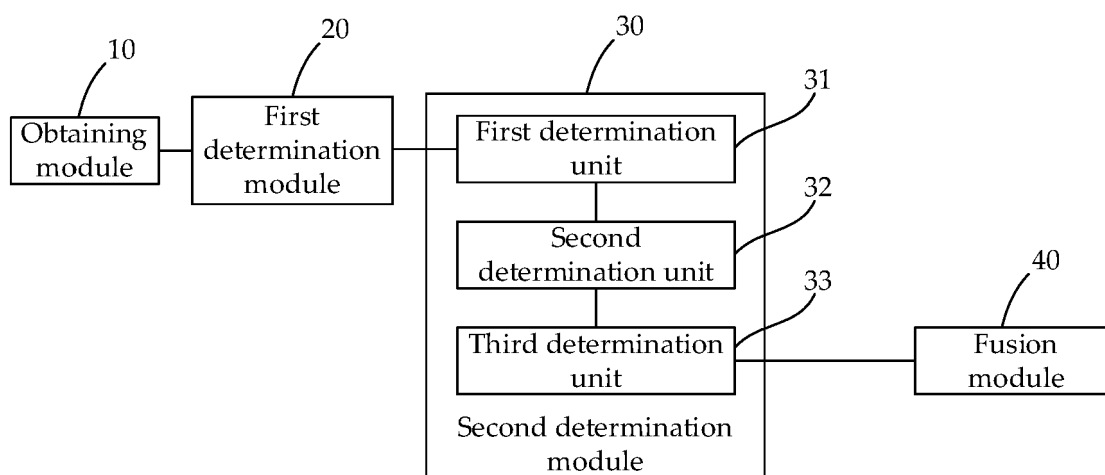 10
20
30
31
Obtaining
module
First
determination
module
First determination
unit
32
Second
determination unit
33
40
Third determination
unit
Fusion
module
Second determination
module